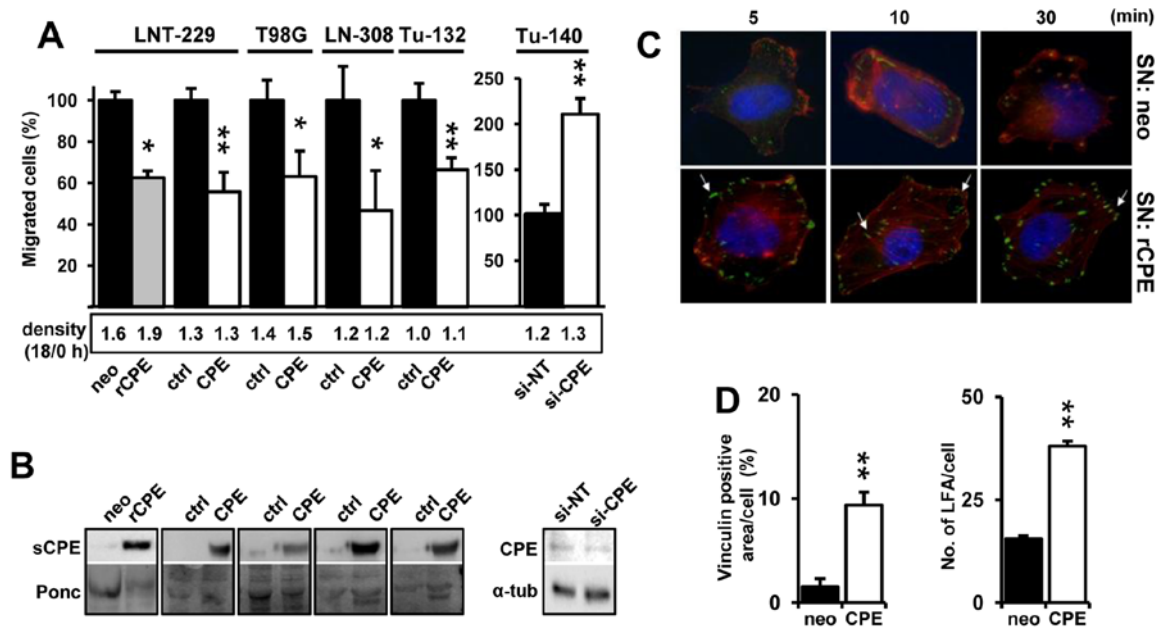 A
LNT-229 T98G LN-308 Tu-132 Tu-140
Migrated cells (%)
100
80
60
40
20
250
200
150
100
50
* ** * * ** **
density
(18/0 h)
1.6 1.9 1.3 1.3 1.4 1.5 1.2 1.2 1.0 1.1 1.2 1.3
neo rCPE ctrl CPE ctrl CPE ctrl CPE ctrl CPE si-NT si-CPE
B
neo rCPE ctrl CPE ctrl CPE ctrl CPE ctrl CPE si-NT si-CPE
sCPE
Ponc
CPE
α-tub
C
5 10 30 (min)
SN: neo
SN: rCPE
D
Vinculin positive
area/cell (%)
20
10
0
**
neo CPE
No. of LFA/cell
50
25
0
**
neo CPE